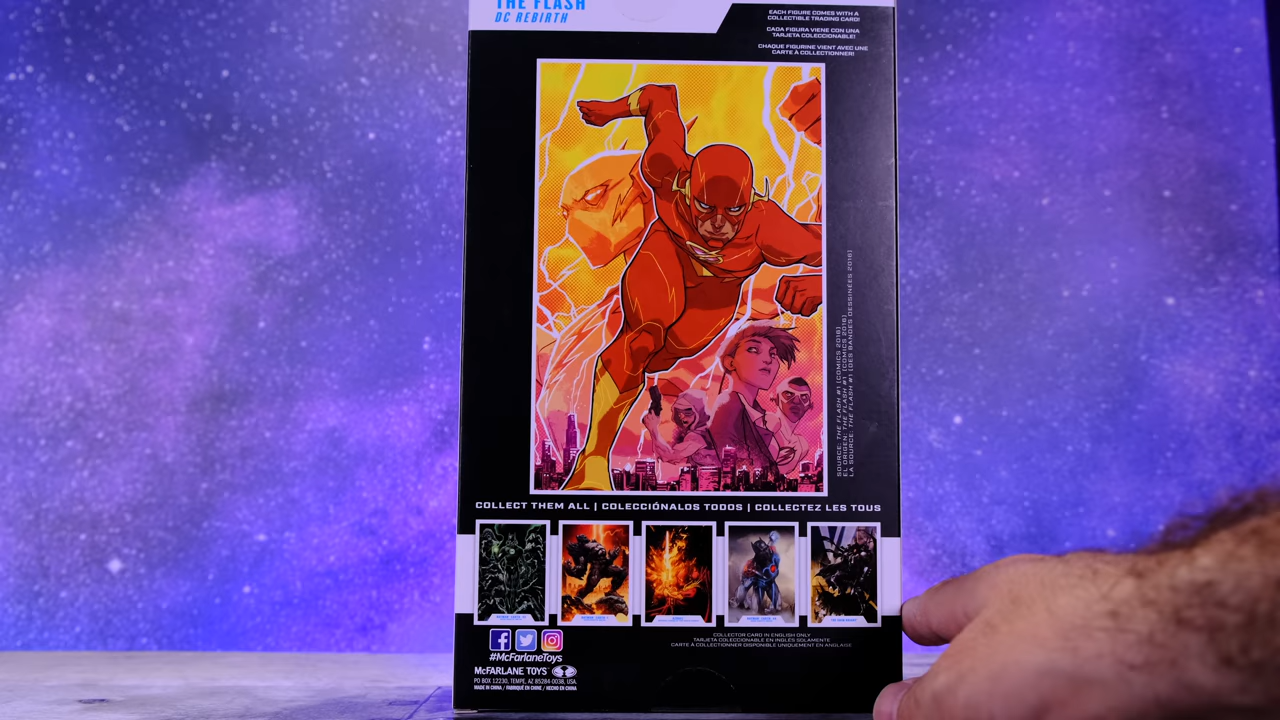 THE FLASH
DC REBIRTH
EACH FIGURE COMES WITH A
COLLECTIBLE TRADING CARD!
CADA FIGURA VIENE CON UNA
TARJETA COLECCIONABLE!
CHAQUE FIGURINE VIENT AVEC UNE
CARTE À COLLECTIONNER!
SOURCE: THE FLASH #1 (COMICS 2016)
EL ORIGEN: THE FLASH #1 (COMICS 2016)
LA SOURCE: THE FLASH #1 (DES BANDES DESSINÉES 2016)
COLLECT THEM ALL | COLECCIÓNALOS TODOS | COLLECTEZ LES TOUS
COLLECTOR CARD IN ENGLISH ONLY
TARJETA COLECCIONABLE EN INGLÉS SOLAMENTE
CARTE À COLLECTIONNER DISPONIBLE UNIQUEMENT EN ANGLAISE
#McFarlaneToys
McFARLANE TOYS
PO BOX 12230, TEMPE, AZ 85284-0038, USA.
MADE IN CHINA / FABRIQUÉ EN CHINE / HECHO EN CHINA